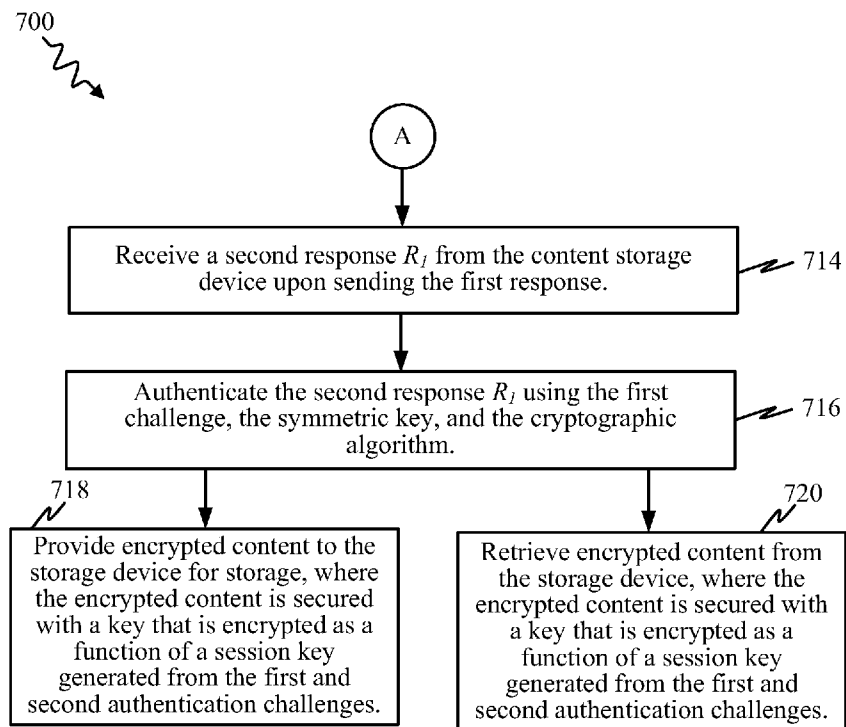 700
A
Receive a second response R1 from the content storage
device upon sending the first response.
714
Authenticate the second response R1 using the first
challenge, the symmetric key, and the cryptographic
algorithm.
716
718
Provide encrypted content to the
storage device for storage, where
the encrypted content is secured
with a key that is encrypted as a
function of a session key
generated from the first and
second authentication challenges.
720
Retrieve encrypted content from
the storage device, where the
encrypted content is secured with
a key that is encrypted as a
function of a session key
generated from the first and
second authentication challenges.